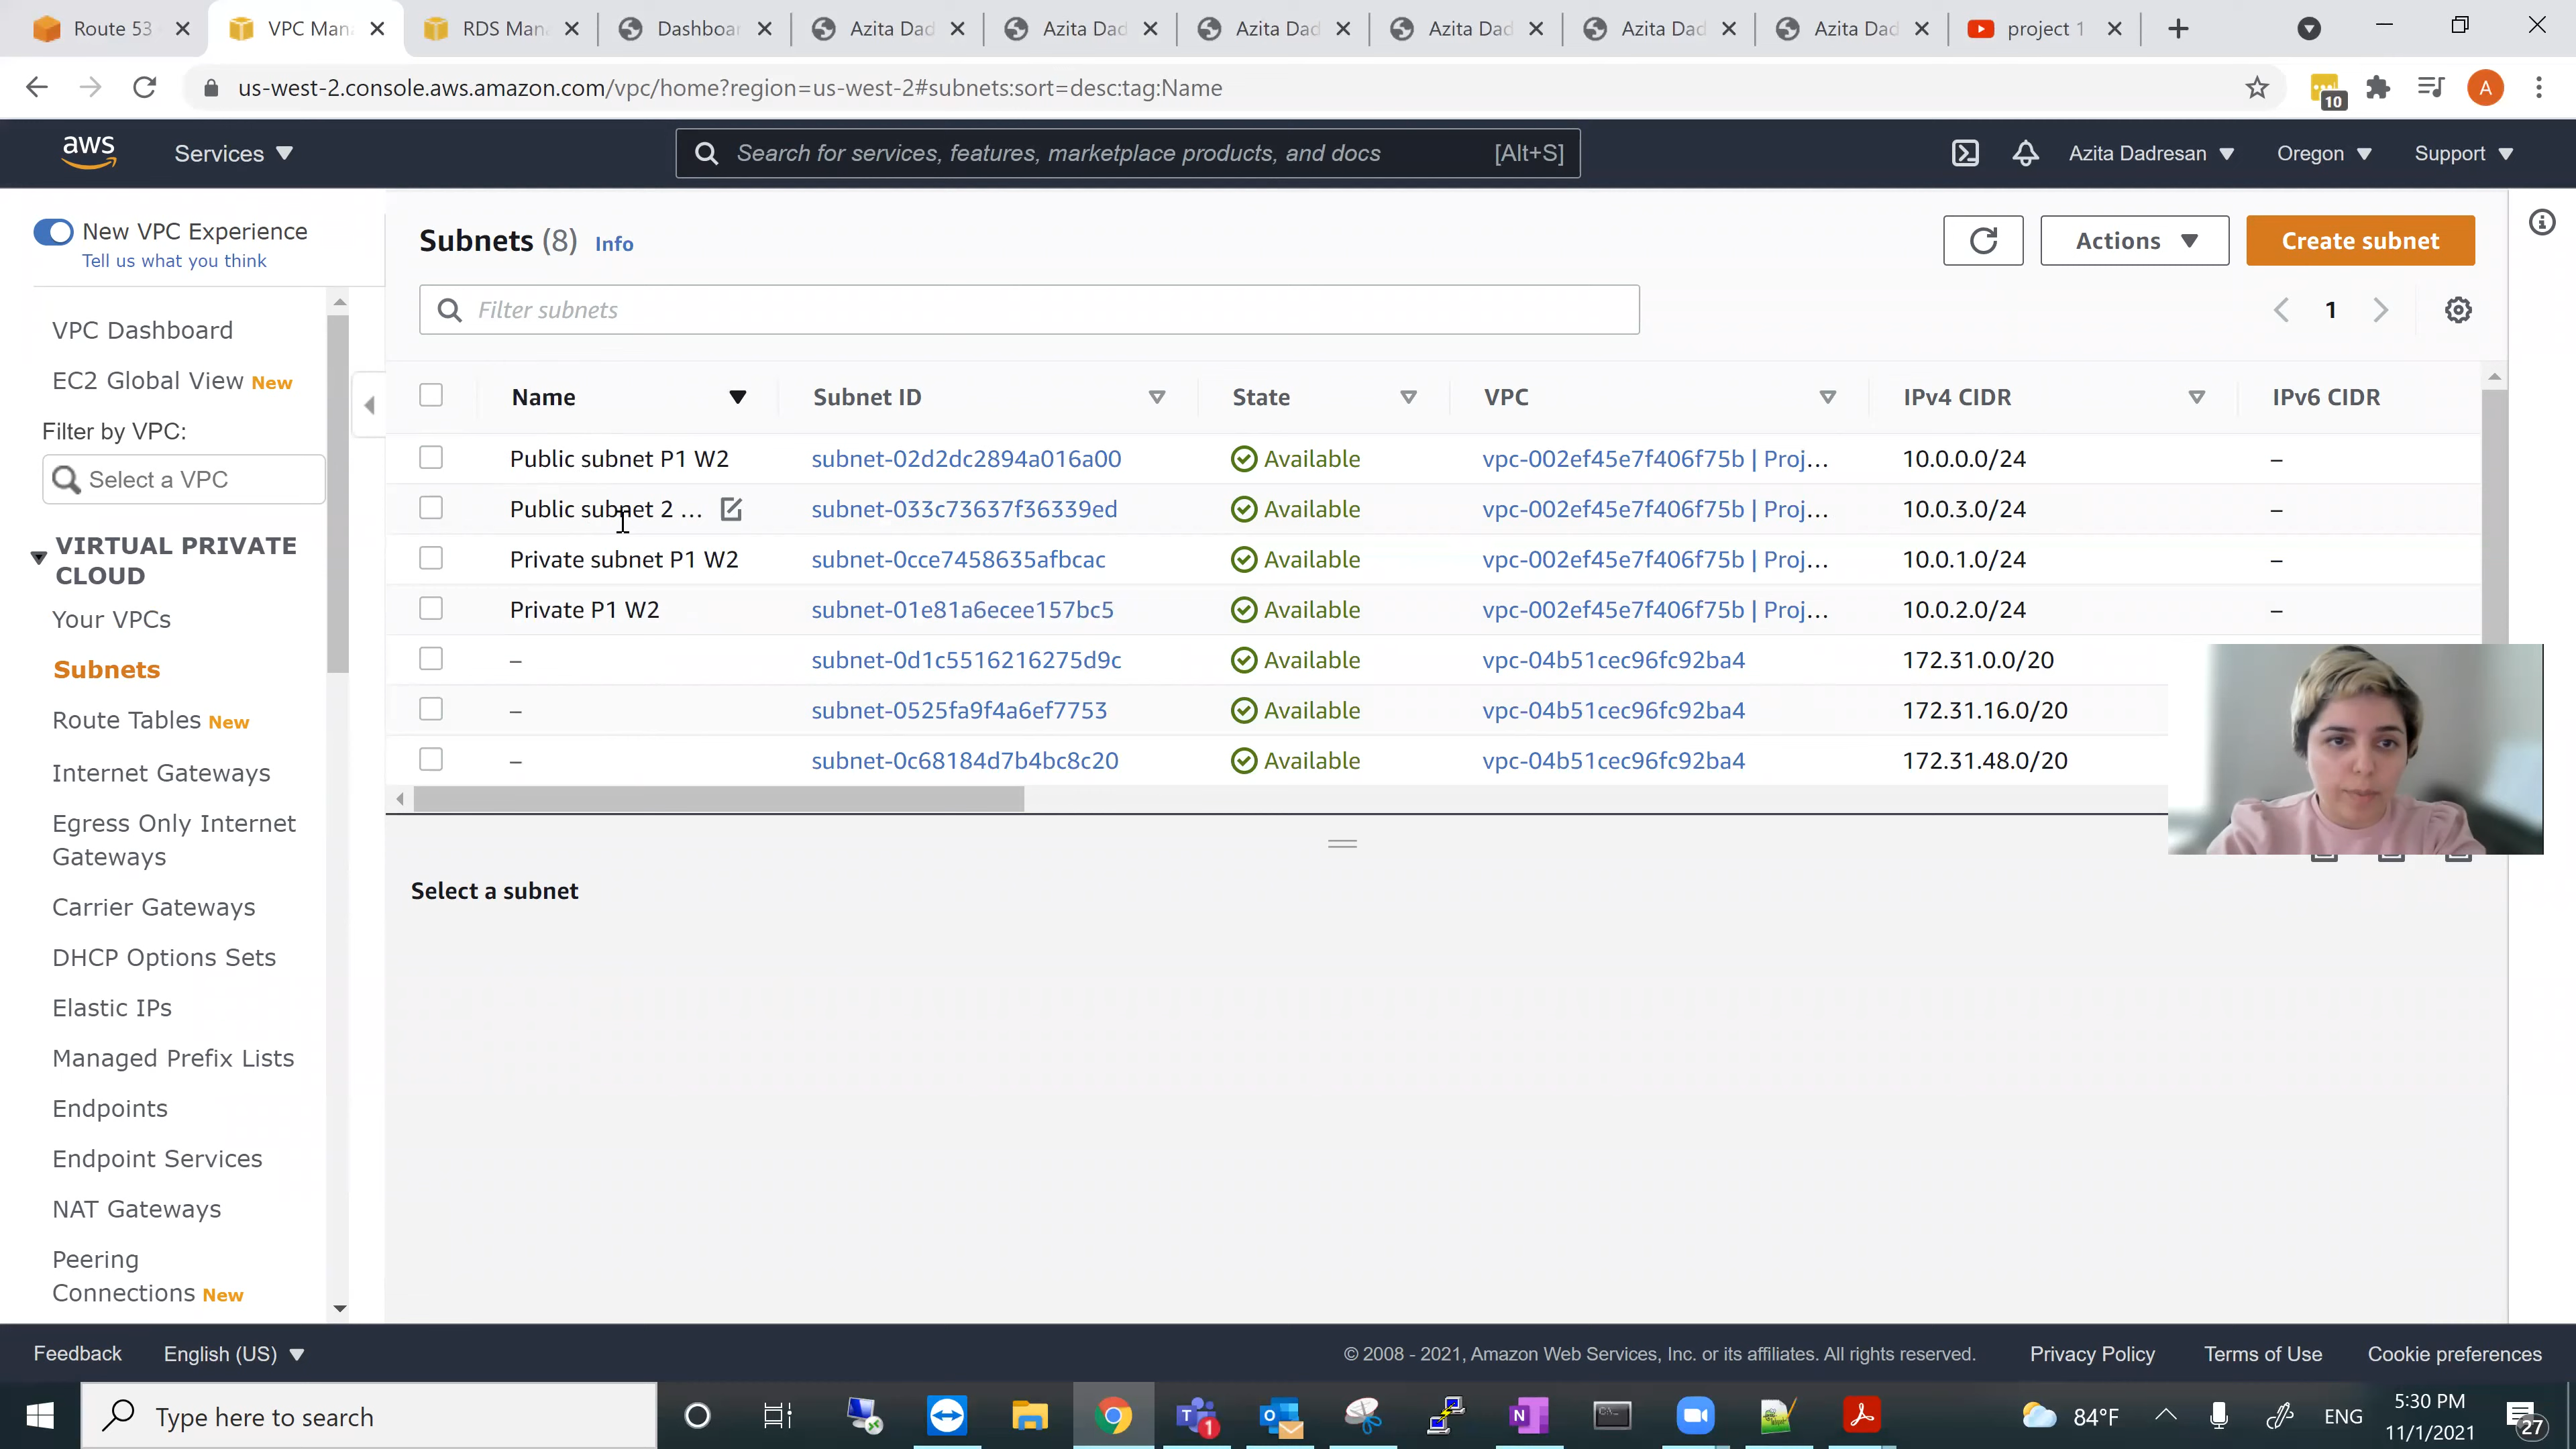 Route 53
VPC Man
RDS Man
Dashboar
Azita Dad
Azita Dad
Azita Dad
Azita Dad
Azita Dad
Azita Dad
project 1
us-west-2.console.aws.amazon.com/vpc/home?region=us-west-2#subnets:sort=desc:tag:Name
10
A
aws
Services
Search for services, features, marketplace products, and docs
[Alt+S]
Azita Dadresan
Oregon
Support
New VPC Experience
Tell us what you think
VPC Dashboard
EC2 Global View New
Filter by VPC:
Select a VPC
VIRTUAL PRIVATE
CLOUD
Your VPCs
Subnets
Route Tables New
Internet Gateways
Egress Only Internet
Gateways
Carrier Gateways
DHCP Options Sets
Elastic IPs
Managed Prefix Lists
Endpoints
Endpoint Services
NAT Gateways
Peering
Connections New
Subnets (8) Info
Actions
Create subnet
Filter subnets
1
Name Subnet ID State VPC IPv4 CIDR IPv6 CIDR
Public subnet P1 W2 subnet-02d2dc2894a016a00 Available vpc-002ef45e7f406f75b | Proj... 10.0.0.0/24 –
Public subnet 2 ... subnet-033c73637f36339ed Available vpc-002ef45e7f406f75b | Proj... 10.0.3.0/24 –
Private subnet P1 W2 subnet-0cce7458635afbcac Available vpc-002ef45e7f406f75b | Proj... 10.0.1.0/24 –
Private P1 W2 subnet-01e81a6ecee157bc5 Available vpc-002ef45e7f406f75b | Proj... 10.0.2.0/24 –
– subnet-0d1c5516216275d9c Available vpc-04b51cec96fc92ba4 172.31.0.0/20
– subnet-0525fa9f4a6ef7753 Available vpc-04b51cec96fc92ba4 172.31.16.0/20
– subnet-0c68184d7b4bc8c20 Available vpc-04b51cec96fc92ba4 172.31.48.0/20
Select a subnet
Feedback
English (US)
© 2008 - 2021, Amazon Web Services, Inc. or its affiliates. All rights reserved.
Privacy Policy
Terms of Use
Cookie preferences
Type here to search
84°F
ENG
5:30 PM
11/1/2021
27